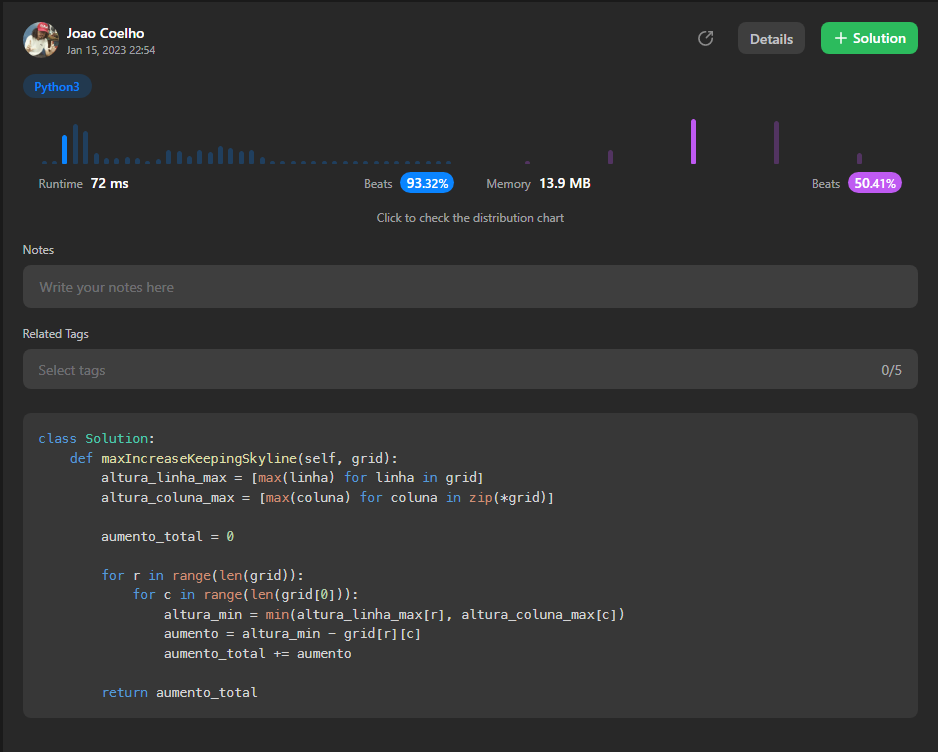 Joao Coelho
Jan 15, 2023 22:54
Details
+ Solution
Python3
Runtime 72 ms Beats 93.32% Memory 13.9 MB Beats 50.41%
Click to check the distribution chart
Notes
Write your notes here
Related Tags
Select tags 0/5
class Solution:
    def maxIncreaseKeepingSkyline(self, grid):
        altura_linha_max = [max(linha) for linha in grid]
        altura_coluna_max = [max(coluna) for coluna in zip(*grid)]
        aumento_total = 0
        for r in range(len(grid)):
            for c in range(len(grid[0])):
                altura_min = min(altura_linha_max[r], altura_coluna_max[c])
                aumento = altura_min - grid[r][c]
                aumento_total += aumento
        return aumento_total